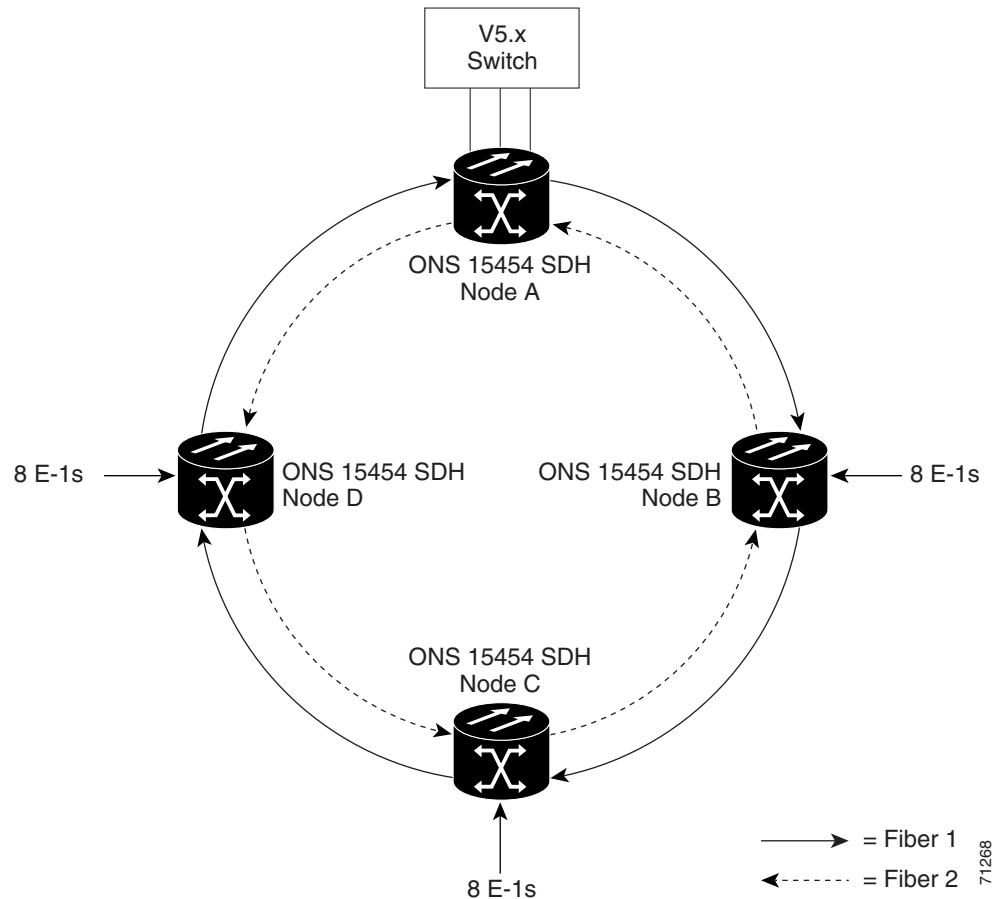 V5.x
Switch
ONS 15454 SDH
Node A
8 E-1s
ONS 15454 SDH
Node D
ONS 15454 SDH
Node B
8 E-1s
ONS 15454 SDH
Node C
8 E-1s
= Fiber 1
= Fiber 2
71268